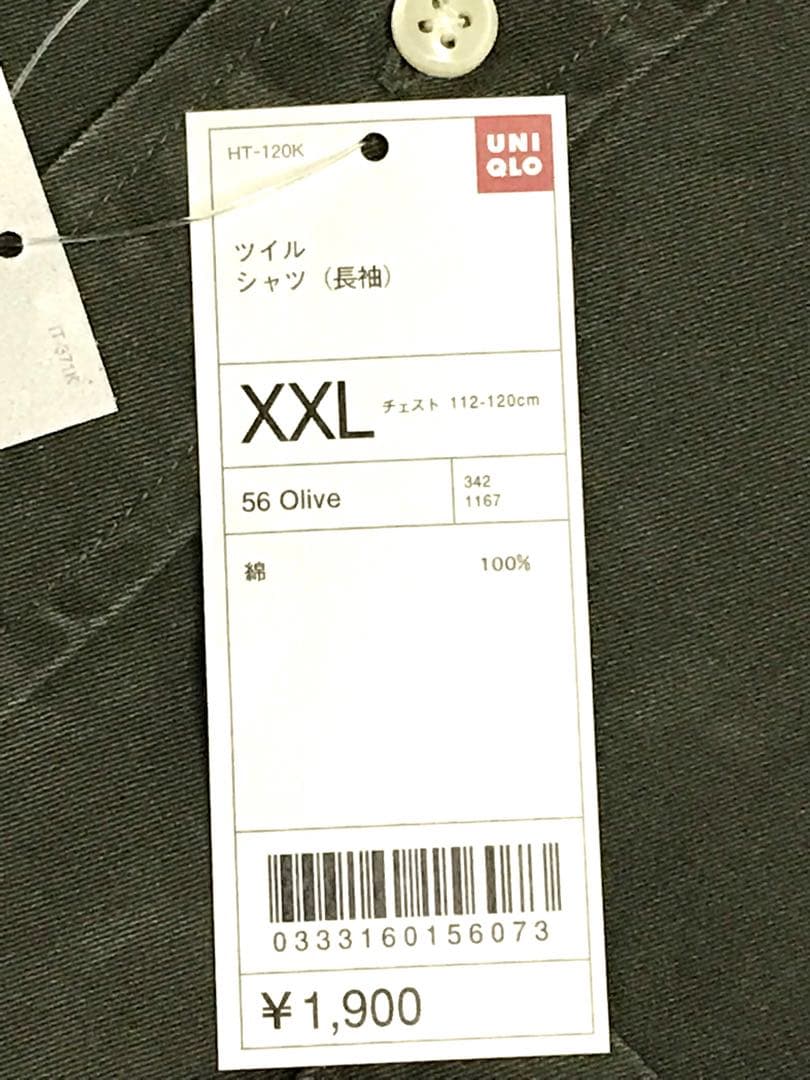 HT-120K
UNI
QLO
ツイル
シャツ（長袖）
XXL チェスト 112-120cm
56 Olive
342
1167
綿 100%
0333160156073
¥1,900